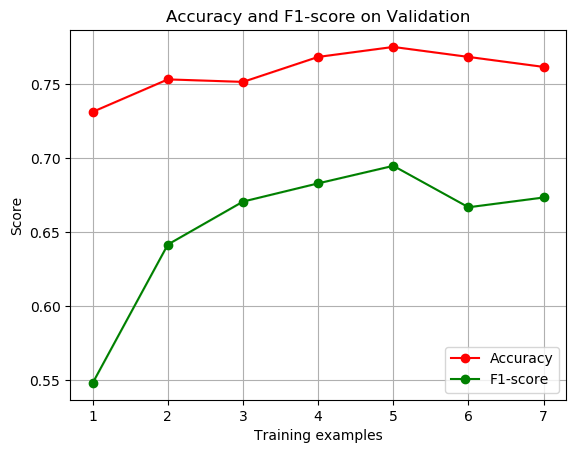 Accuracy and F1-score on Validation
Score
0.75
0.70
0.65
0.60
0.55
1 2 3 4 5 6 7
Training examples
Accuracy
F1-score